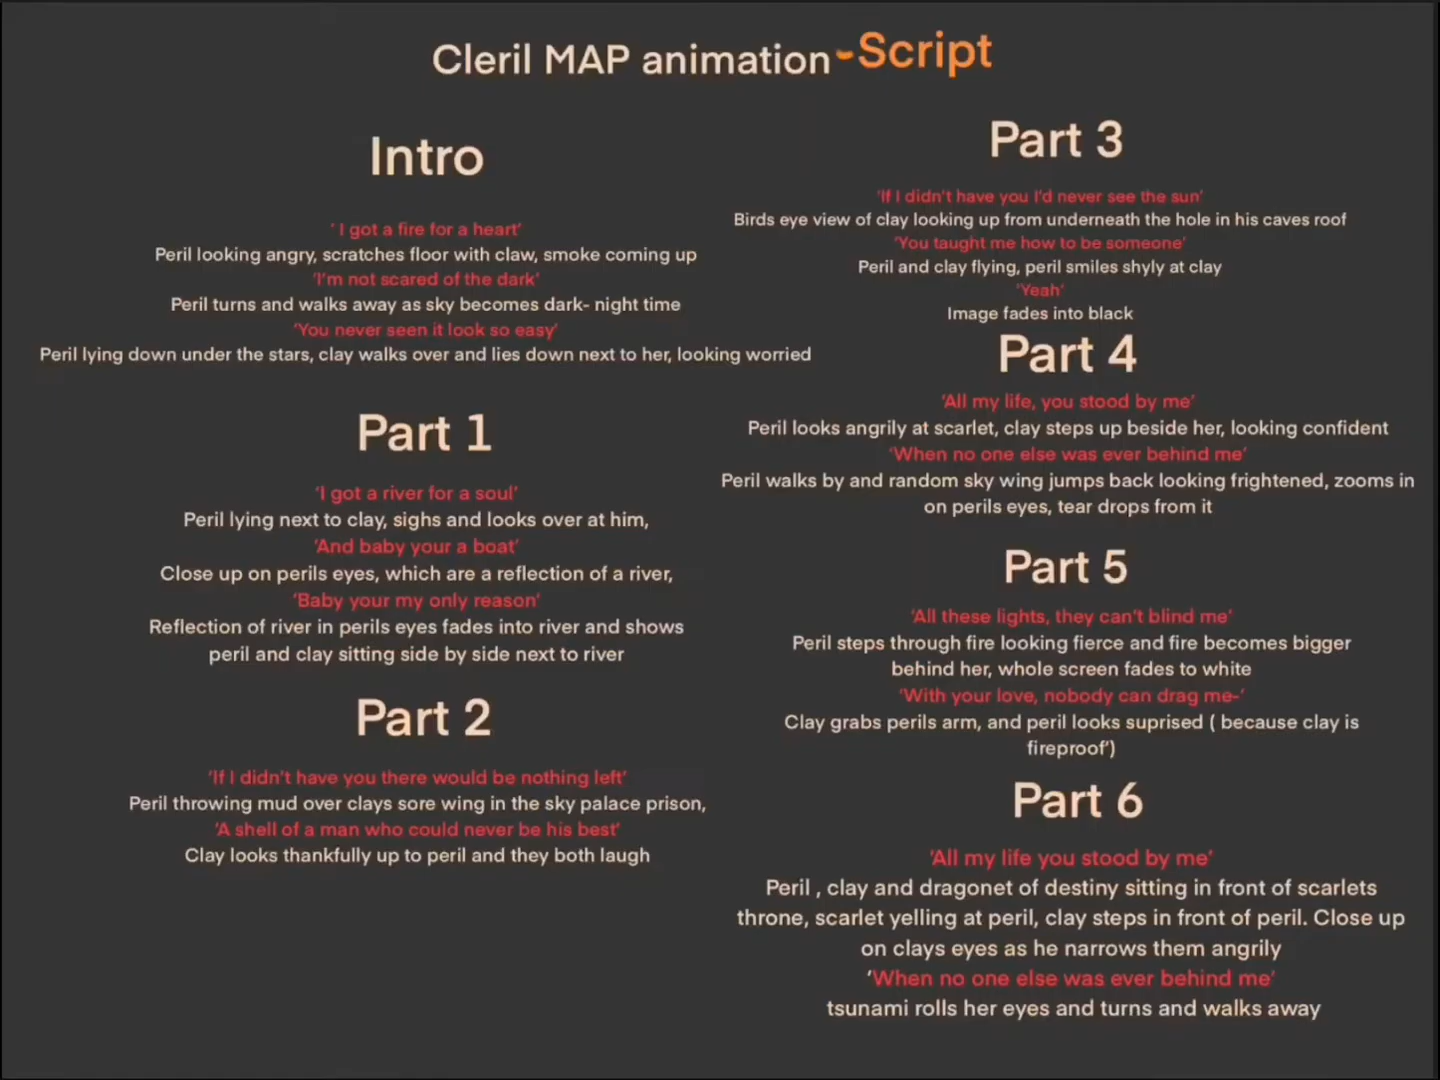 Cleril MAP animation-Script
Intro
' I got a fire for a heart'
Peril looking angry, scratches floor with claw, smoke coming up
'I'm not scared of the dark'
Peril turns and walks away as sky becomes dark- night time
'You never seen it look so easy'
Peril lying down under the stars, clay walks over and lies down next to her, looking worried
Part 1
'I got a river for a soul'
Peril lying next to clay, sighs and looks over at him,
'And baby your a boat'
Close up on perils eyes, which are a reflection of a river,
'Baby your my only reason'
Reflection of river in perils eyes fades into river and shows
peril and clay sitting side by side next to river
Part 2
'If I didn't have you there would be nothing left'
Peril throwing mud over clays sore wing in the sky palace prison,
'A shell of a man who could never be his best'
Clay looks thankfully up to peril and they both laugh
Part 3
'If I didn't have you I'd never see the sun'
Birds eye view of clay looking up from underneath the hole in his caves roof
'You taught me how to be someone'
Peril and clay flying, peril smiles shyly at clay
'Yeah'
Image fades into black
Part 4
'All my life, you stood by me'
Peril looks angrily at scarlet, clay steps up beside her, looking confident
'When no one else was ever behind me'
Peril walks by and random sky wing jumps back looking frightened, zooms in
on perils eyes, tear drops from it
Part 5
'All these lights, they can't blind me'
Peril steps through fire looking fierce and fire becomes bigger
behind her, whole screen fades to white
'With your love, nobody can drag me-'
Clay grabs perils arm, and peril looks suprised ( because clay is
fireproof')
Part 6
'All my life you stood by me'
Peril , clay and dragonet of destiny sitting in front of scarlets
throne, scarlet yelling at peril, clay steps in front of peril. Close up
on clays eyes as he narrows them angrily
'When no one else was ever behind me'
tsunami rolls her eyes and turns and walks away